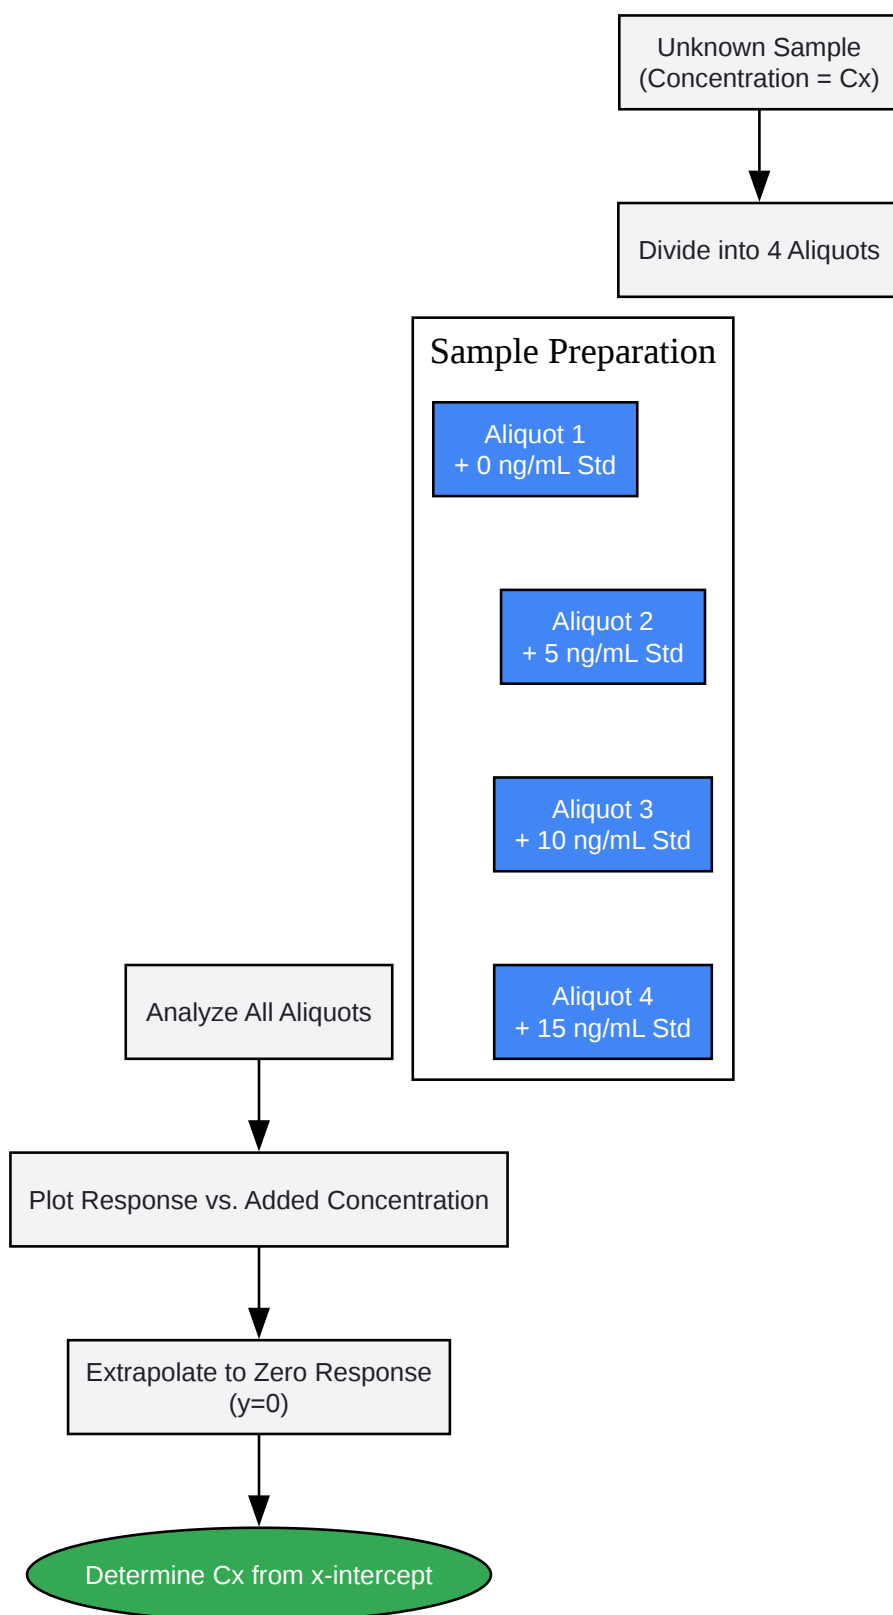 Unknown Sample
(Concentration = Cx)
Divide into 4 Aliquots
Sample Preparation
Aliquot 1
+ 0 ng/mL Std
Aliquot 2
+ 5 ng/mL Std
Aliquot 3
+ 10 ng/mL Std
Aliquot 4
+ 15 ng/mL Std
Analyze All Aliquots
Plot Response vs. Added Concentration
Extrapolate to Zero Response
(y=0)
Determine Cx from x-intercept